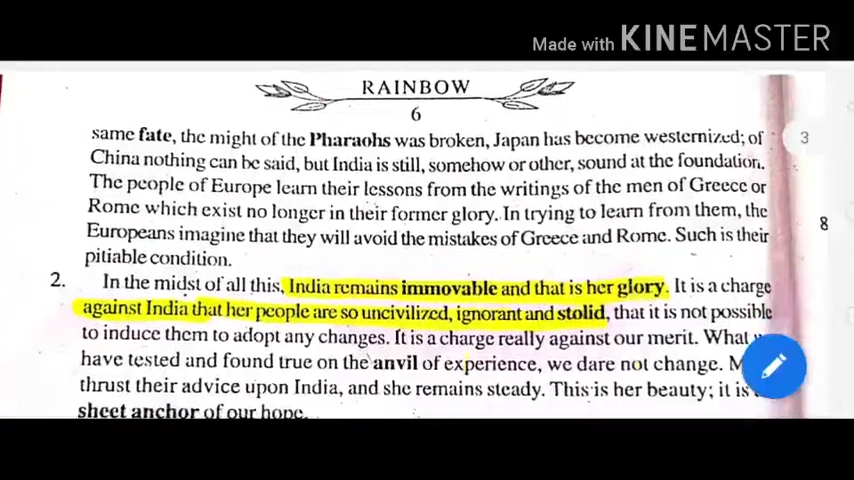 Made with KINEMASTER
RAINBOW
6
same fate, the might of the Pharaohs was broken, Japan has become westernized; of
China nothing can be said, but India is still, somehow or other, sound at the foundation.
The people of Europe learn their lessons from the writings of the men of Greece or
Rome which exist no longer in their former glory. In trying to learn from them, the
Europeans imagine that they will avoid the mistakes of Greece and Rome. Such is their
pitiable condition.
2. In the midst of all this, India remains immovable and that is her glory. It is a charge
against India that her people are so uncivilized, ignorant and stolid, that it is not possible
to induce them to adopt any changes. It is a charge really against our merit. What
have tested and found true on the anvil of experience, we dare not change.
thrust their advice upon India, and she remains steady. This is her beauty; it is
sheet anchor of our hope.
3
8